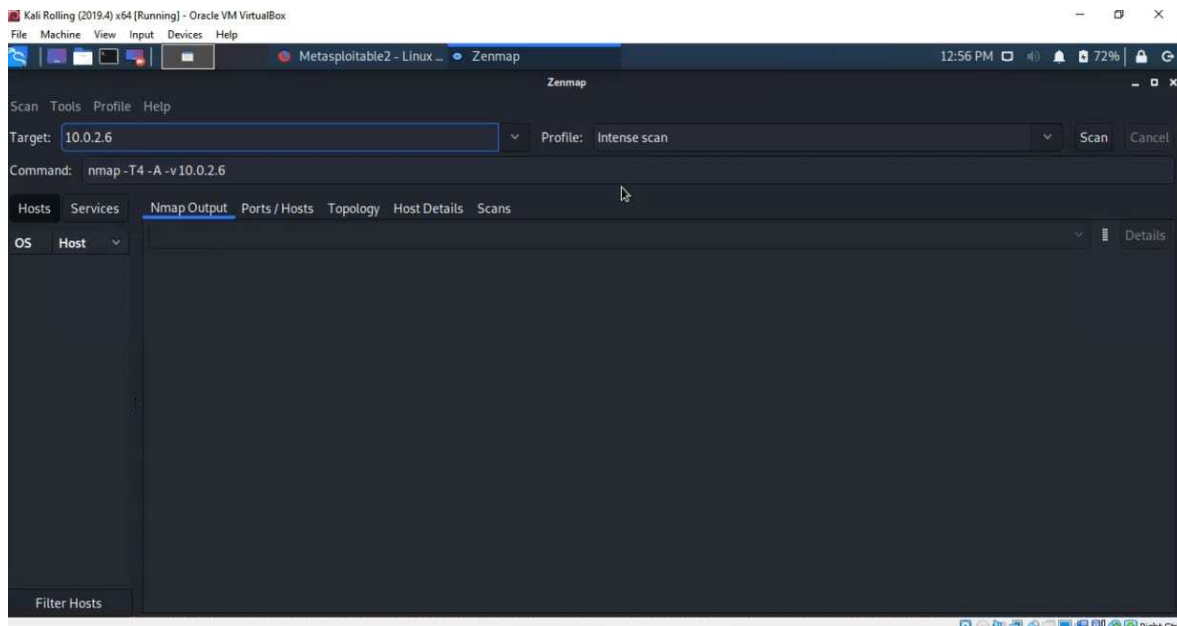 Kali Rolling (2019.4) x64 [Running] - Oracle VM VirtualBox
File Machine View Input Devices Help
Metasploitable2 - Linux ... Zenmap 12:56 PM 72%
Zenmap
Scan Tools Profile Help
Target: 10.0.2.6 Profile: Intense scan Scan Cancel
Command: nmap -T4 -A -v 10.0.2.6
Hosts Services Nmap Output Ports / Hosts Topology Host Details Scans
OS Host Details
Filter Hosts
Right Ctrl